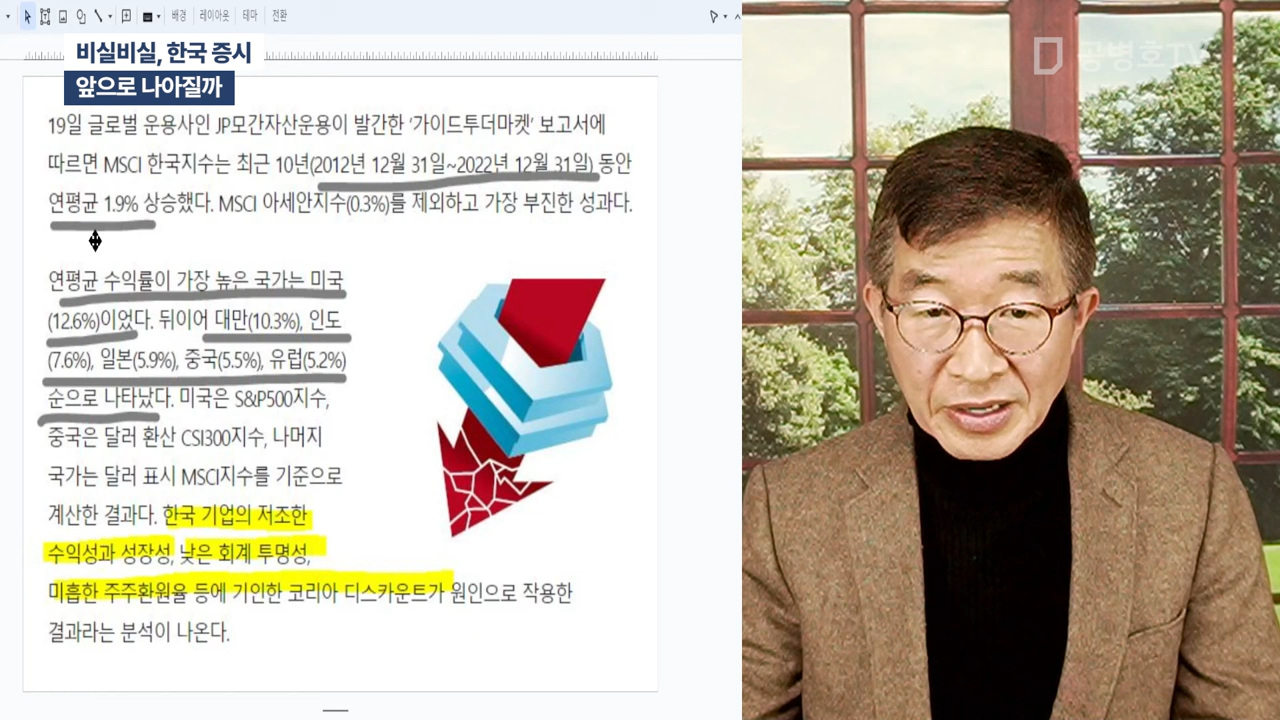 배경 레이아웃 테마 전환
비실비실, 한국 증시
앞으로 나아질까
공병호TV
19일 글로벌 운용사인 JP모간자산운용이 발간한 '가이드투더마켓' 보고서에
따르면 MSCI 한국지수는 최근 10년(2012년 12월 31일~2022년 12월 31일) 동안
연평균 1.9% 상승했다. MSCI 아세안지수(0.3%)를 제외하고 가장 부진한 성과다.
연평균 수익률이 가장 높은 국가는 미국
(12.6%)이었다. 뒤이어 대만(10.3%), 인도
(7.6%), 일본(5.9%), 중국(5.5%), 유럽(5.2%)
순으로 나타났다. 미국은 S&P500지수,
중국은 달러 환산 CSI300지수, 나머지
국가는 달러 표시 MSCI지수를 기준으로
계산한 결과다. 한국 기업의 저조한
수익성과 성장성, 낮은 회계 투명성,
미흡한 주주환원율 등에 기인한 코리아 디스카운트가 원인으로 작용한
결과라는 분석이 나온다.